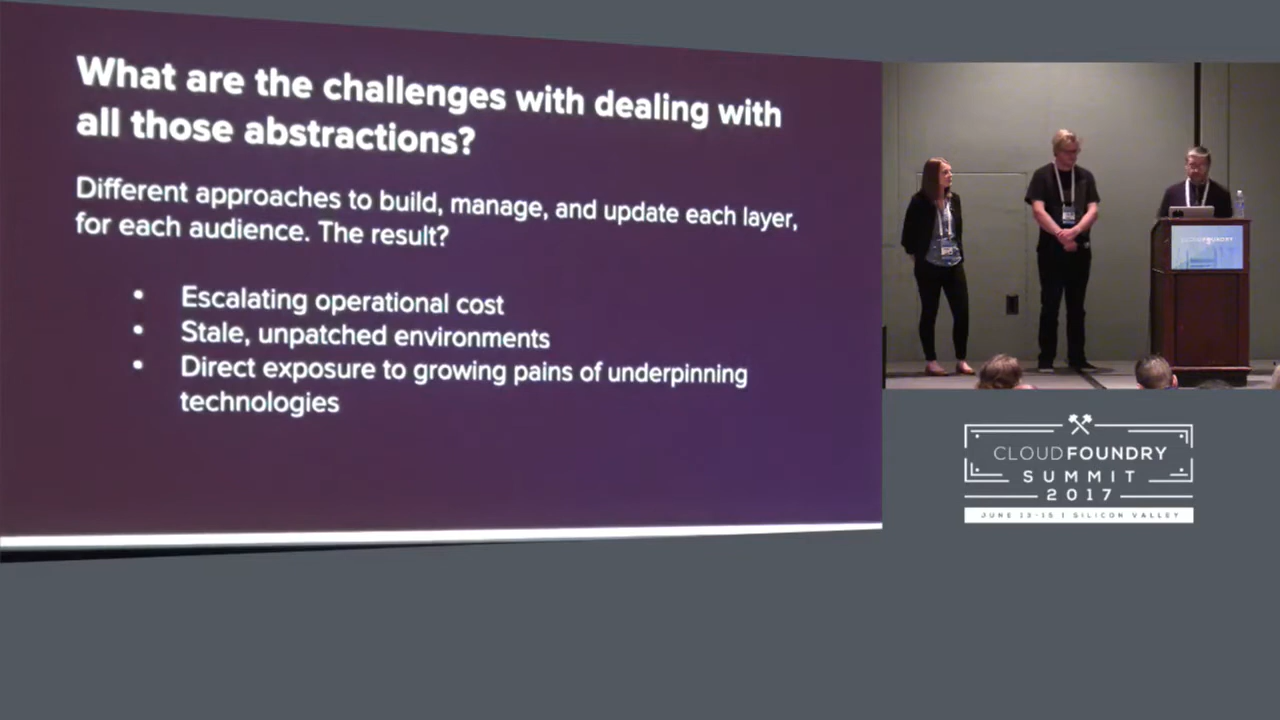 What are the challenges with dealing with
all those abstractions?
Different approaches to build, manage, and update each layer,
for each audience. The result?
• Escalating operational cost
• Stale, unpatched environments
• Direct exposure to growing pains of underpinning
technologies
CLOUDFOUNDRY
CLOUDFOUNDRY
SUMMIT
2017
JUNE 13-15 | SILICON VALLEY